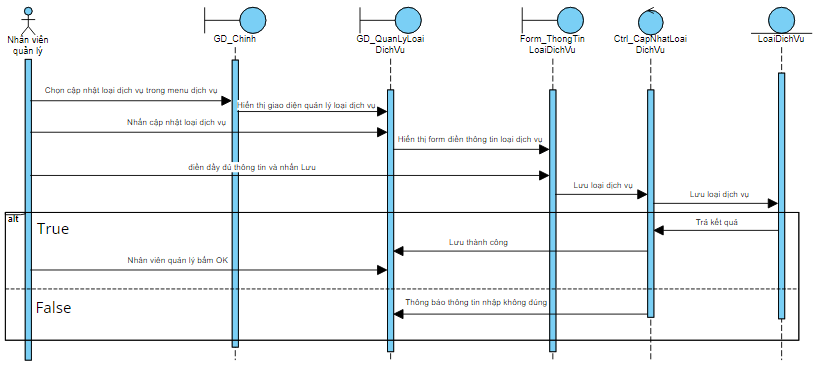 Nhân viên
quản lý
GD_Chinh
GD_QuanLyLoai
DichVu
Form_ThongTin
LoaiDichVu
Ctrl_CapNhatLoai
DichVu
LoaiDichVu
Chọn cập nhật loại dịch vụ trong menu dịch vụ
Hiển thị giao diện quản lý loại dịch vụ
Nhấn cập nhật loại dịch vụ
Hiển thị form điền thông tin loại dịch vụ
điền đầy đủ thông tin và nhấn Lưu
Lưu loại dịch vụ
Lưu loại dịch vụ
alt
True
Trả kết quả
Lưu thành công
Nhân viên quản lý bấm OK
False
Thông báo thông tin nhập không đúng